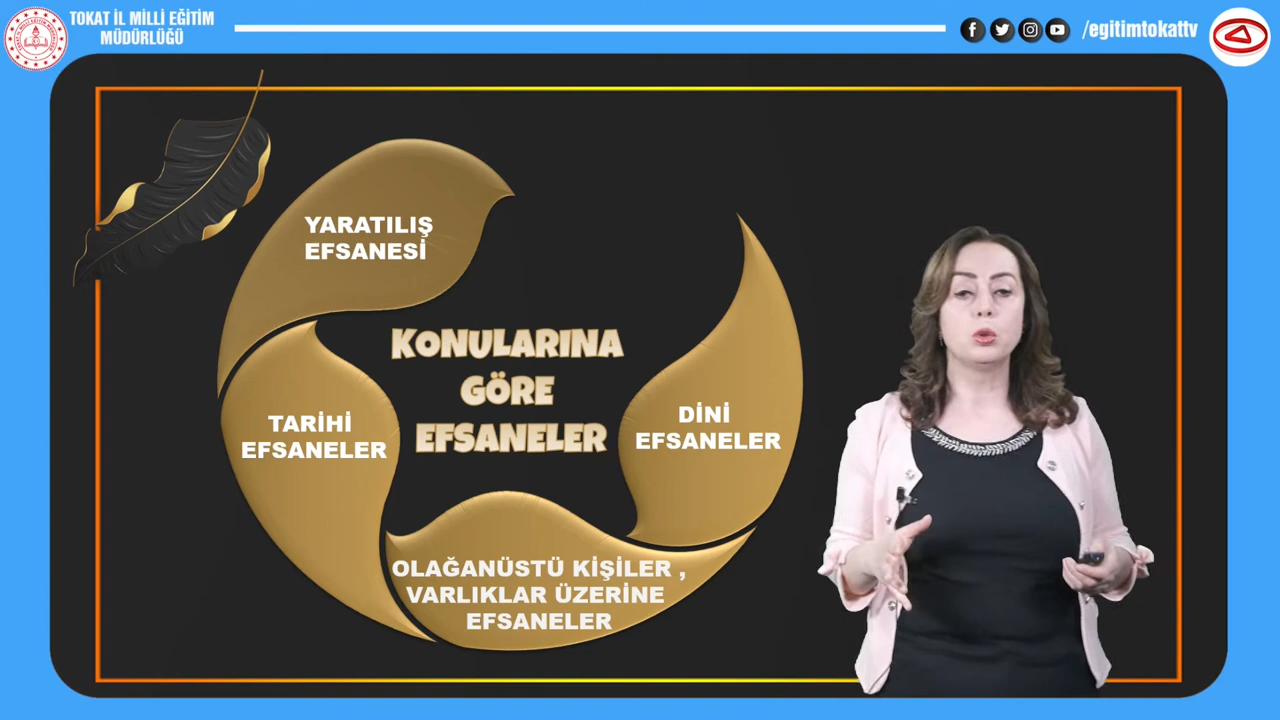 TOKAT İL MİLLİ EĞİTİM
MÜDÜRLÜĞÜ
/egitimtokattv
YARATILIŞ
EFSANESİ
KONULARINA
GÖRE
EFSANELER
TARİHİ
EFSANELER
DİNİ
EFSANELER
OLAĞANÜSTÜ KİŞİLER ,
VARLIKLAR ÜZERİNE
EFSANELER